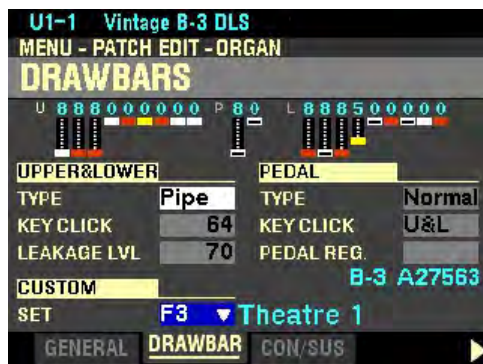 U1-1 Vintage B-3 DLS
MENU - PATCH EDIT - ORGAN
DRAWBARS
U 888000000 P 80 L 888500000
UPPER&LOWER PEDAL
TYPE Pipe TYPE Normal
KEY CLICK 64 KEY CLICK U&L
LEAKAGE LVL 70 PEDAL REG.
B-3 A27563
CUSTOM
SET F3 ▼ Theatre 1
GENERAL DRAWBAR CON/SUS